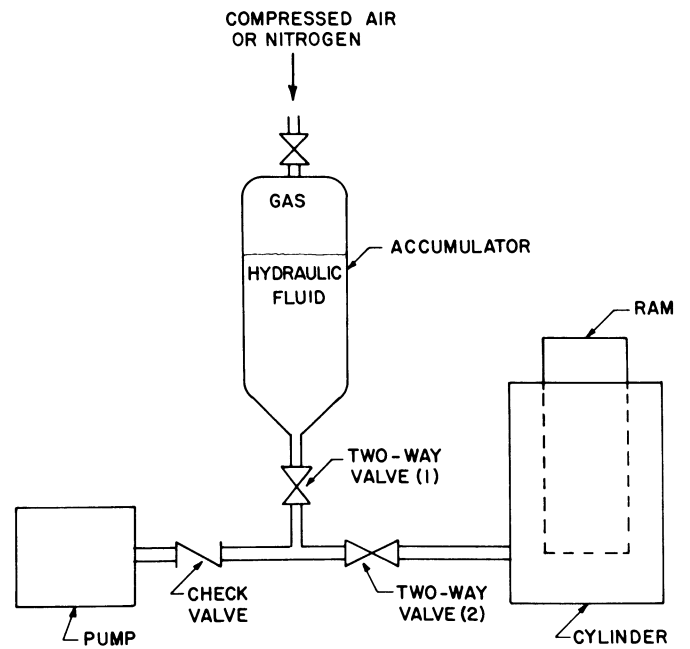 COMPRESSED AIR
OR NITROGEN
GAS
ACCUMULATOR
HYDRAULIC
FLUID
RAM
TWO-WAY
VALVE (1)
CHECK
VALVE
TWO-WAY
VALVE (2)
PUMP
CYLINDER